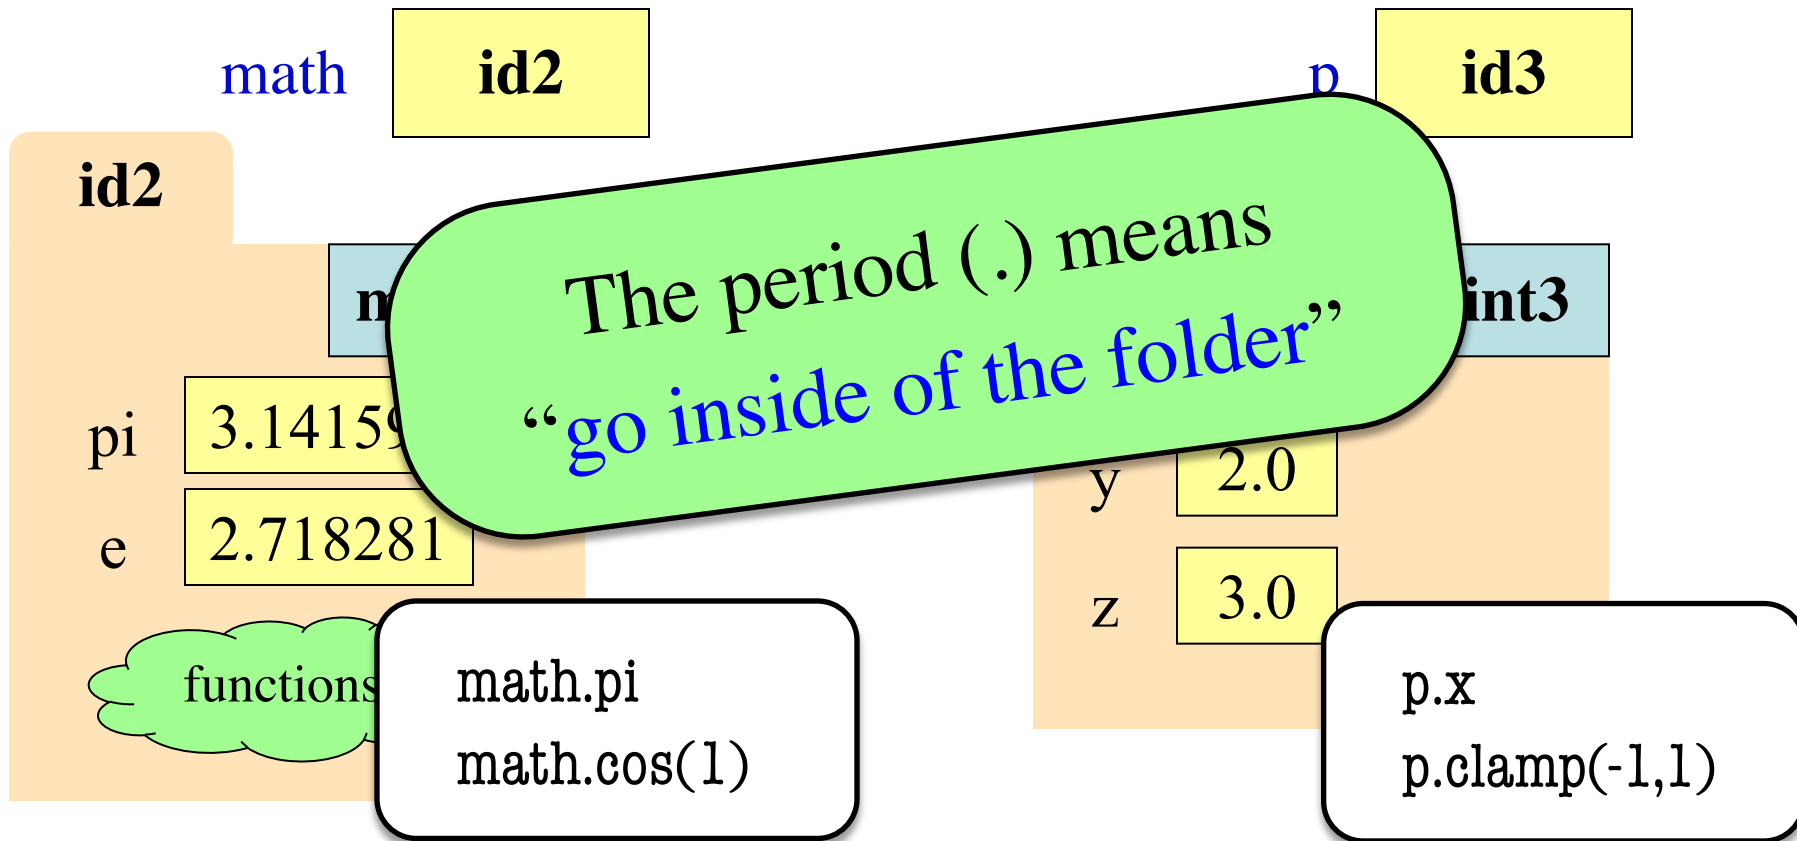 math
id2
p
id3
id2
The period (.) means
“go inside of the folder”
int3
pi
3.14159
e
2.718281
y
2.0
z
3.0
functions
math.pi
math.cos(1)
p.x
p.clamp(-1,1)